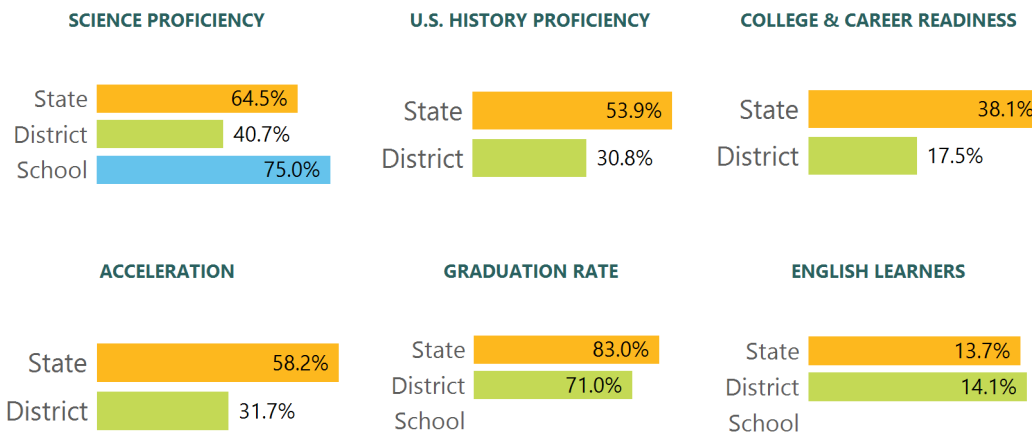 SCIENCE PROFICIENCY
State 64.5%
District 40.7%
School 75.0%
U.S. HISTORY PROFICIENCY
State 53.9%
District 30.8%
COLLEGE & CAREER READINESS
State 38.1%
District 17.5%
ACCELERATION
State 58.2%
District 31.7%
GRADUATION RATE
State 83.0%
District 71.0%
School
ENGLISH LEARNERS
State 13.7%
District 14.1%
School